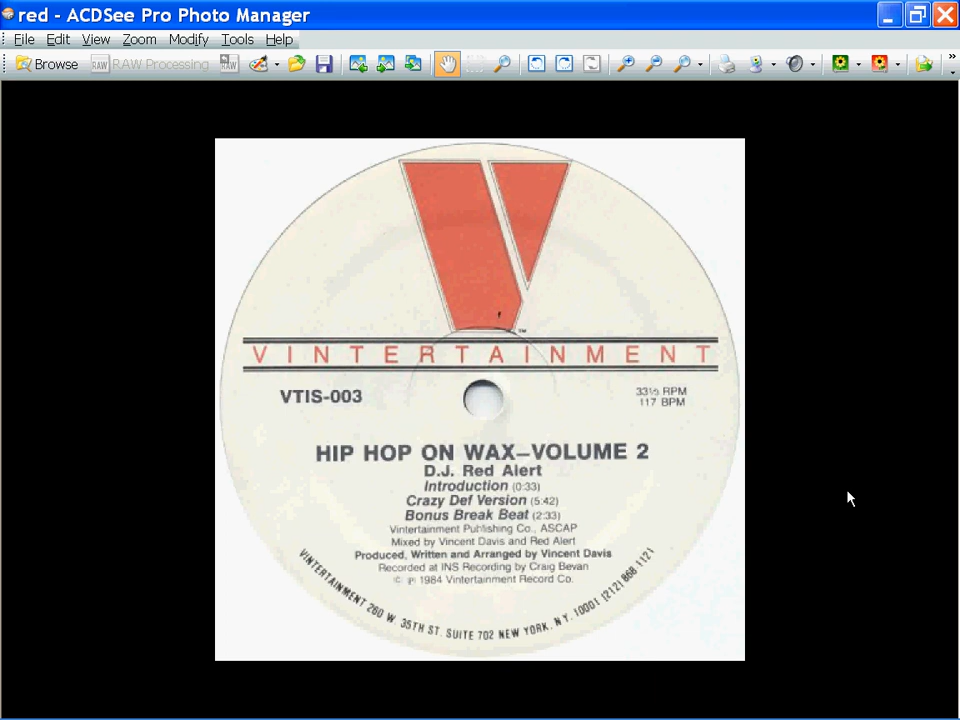 red - ACDSee Pro Photo Manager
File Edit View Zoom Modify Tools Help
Browse RAW RAW Processing RAW »
TM
VINTERTAINMENT
VTIS-003
33⅓ RPM
117 BPM
HIP HOP ON WAX–VOLUME 2
D.J. Red Alert
Introduction (0:33)
Crazy Def Version (5:42)
Bonus Break Beat (2:33)
Vintertainment Publishing Co., ASCAP
Mixed by Vincent Davis and Red Alert
Produced, Written and Arranged by Vincent Davis
Recorded at INS Recording by Craig Bevan
© ℗ 1984 Vintertainment Record Co.
VINTERTAINMENT 260 W. 35TH ST. SUITE 702 NEW YORK, N.Y. 10001 (212) 868 1121